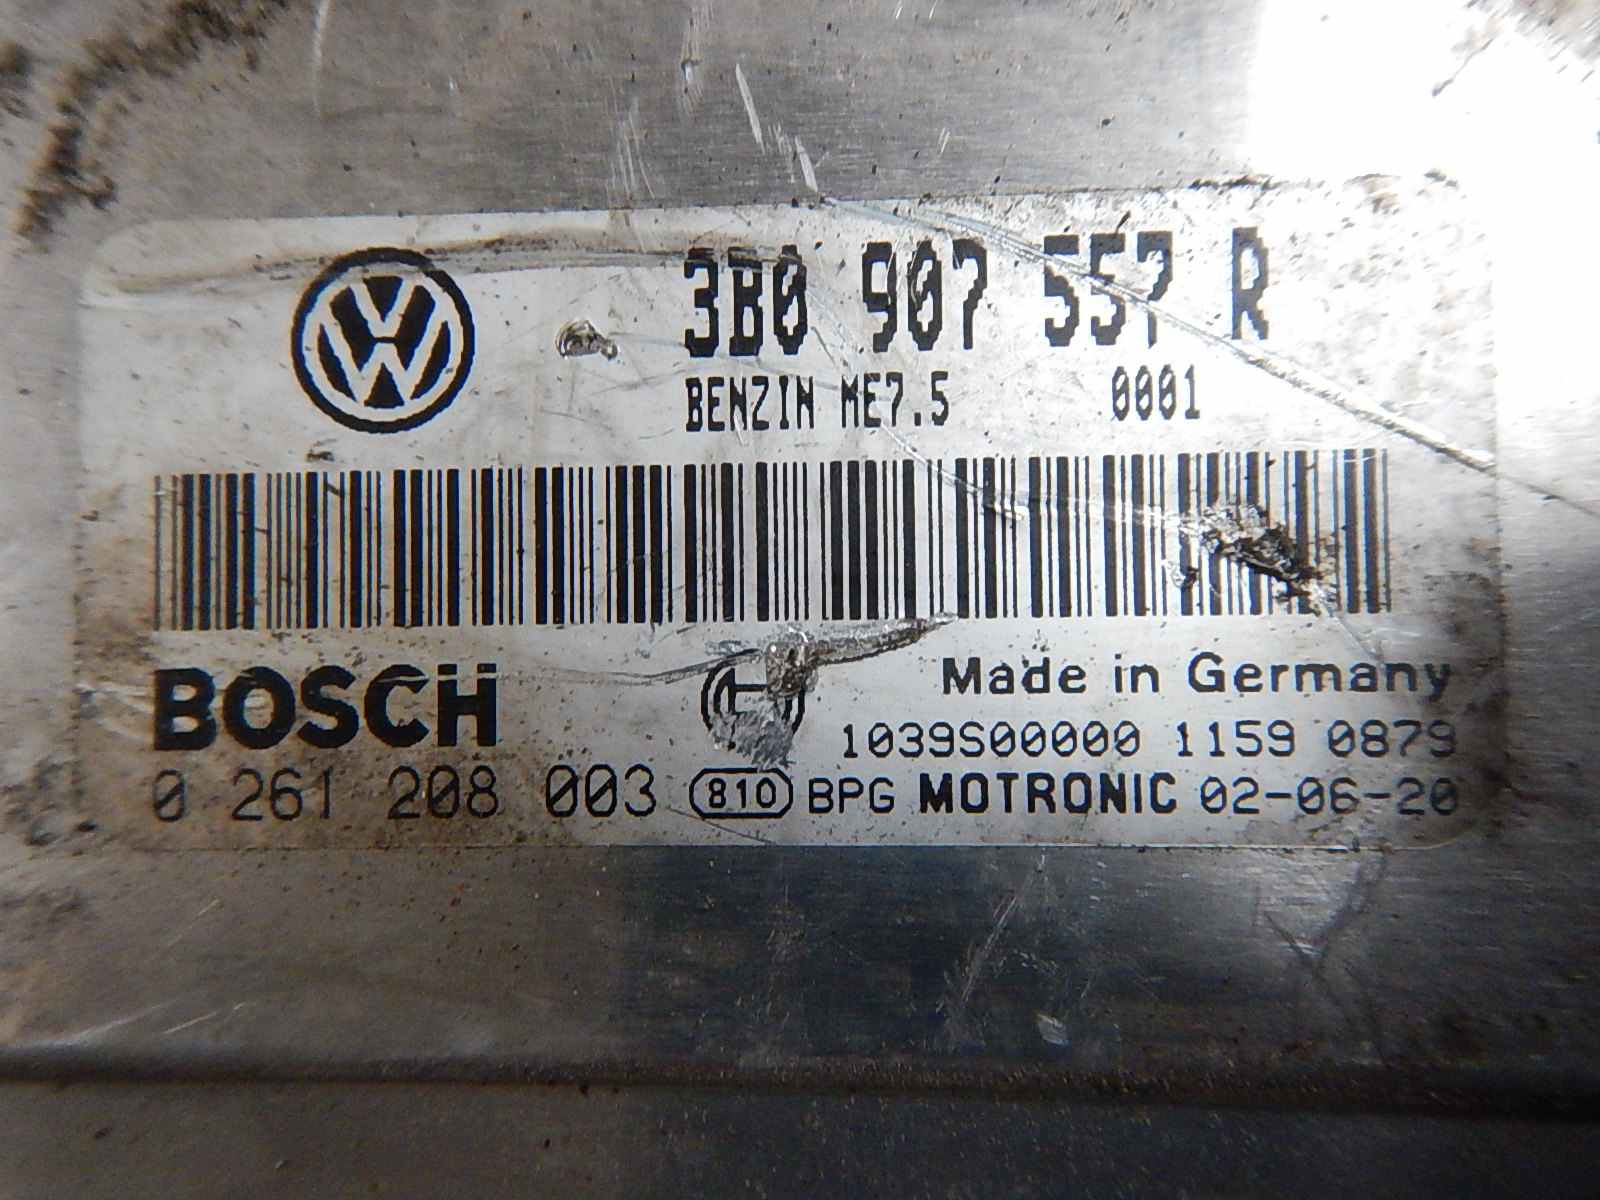 3B0 907 557 R
BENZIN ME7.5 0001
BOSCH
Made in Germany
1039S00000 1159 0879
0 261 208 003 810 BPG MOTRONIC 02-06-20